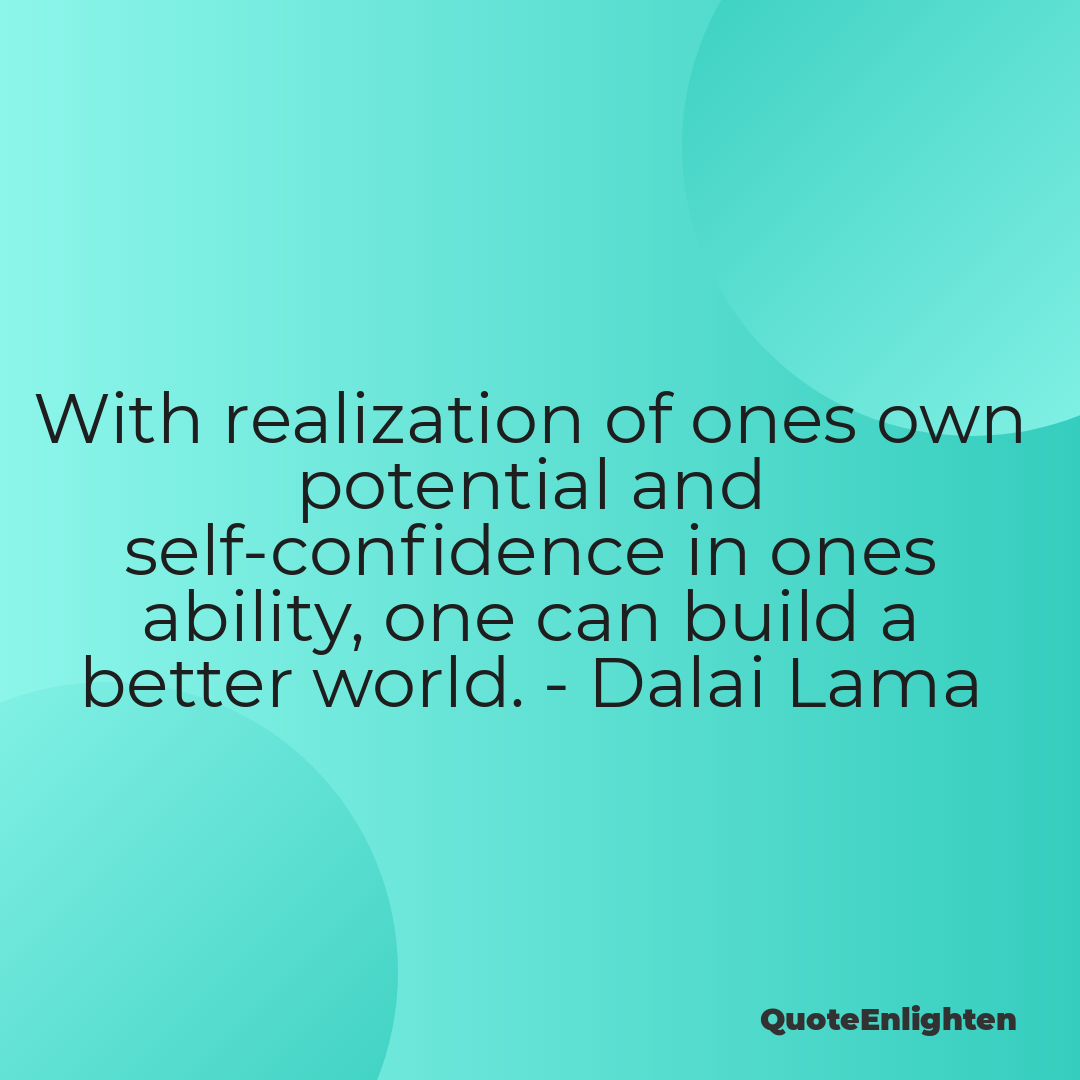 With realization of ones own
potential and
self-confidence in ones
ability, one can build a
better world. - Dalai Lama
QuoteEnlighten